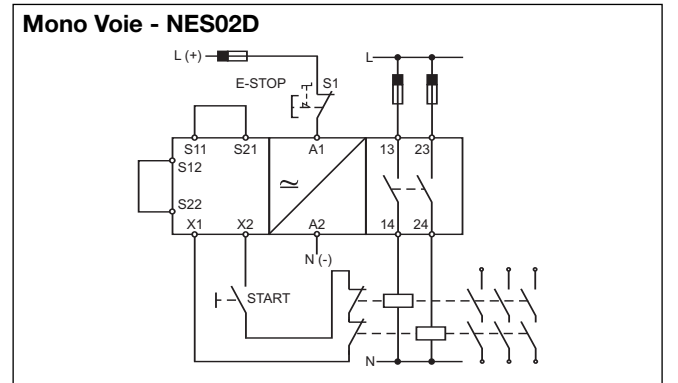 Mono Voie - NES02D
L (+)
L
E-STOP
S1
S11
S21
A1
13
23
S12
S22
X1
X2
A2
14
24
N (-)
START
N